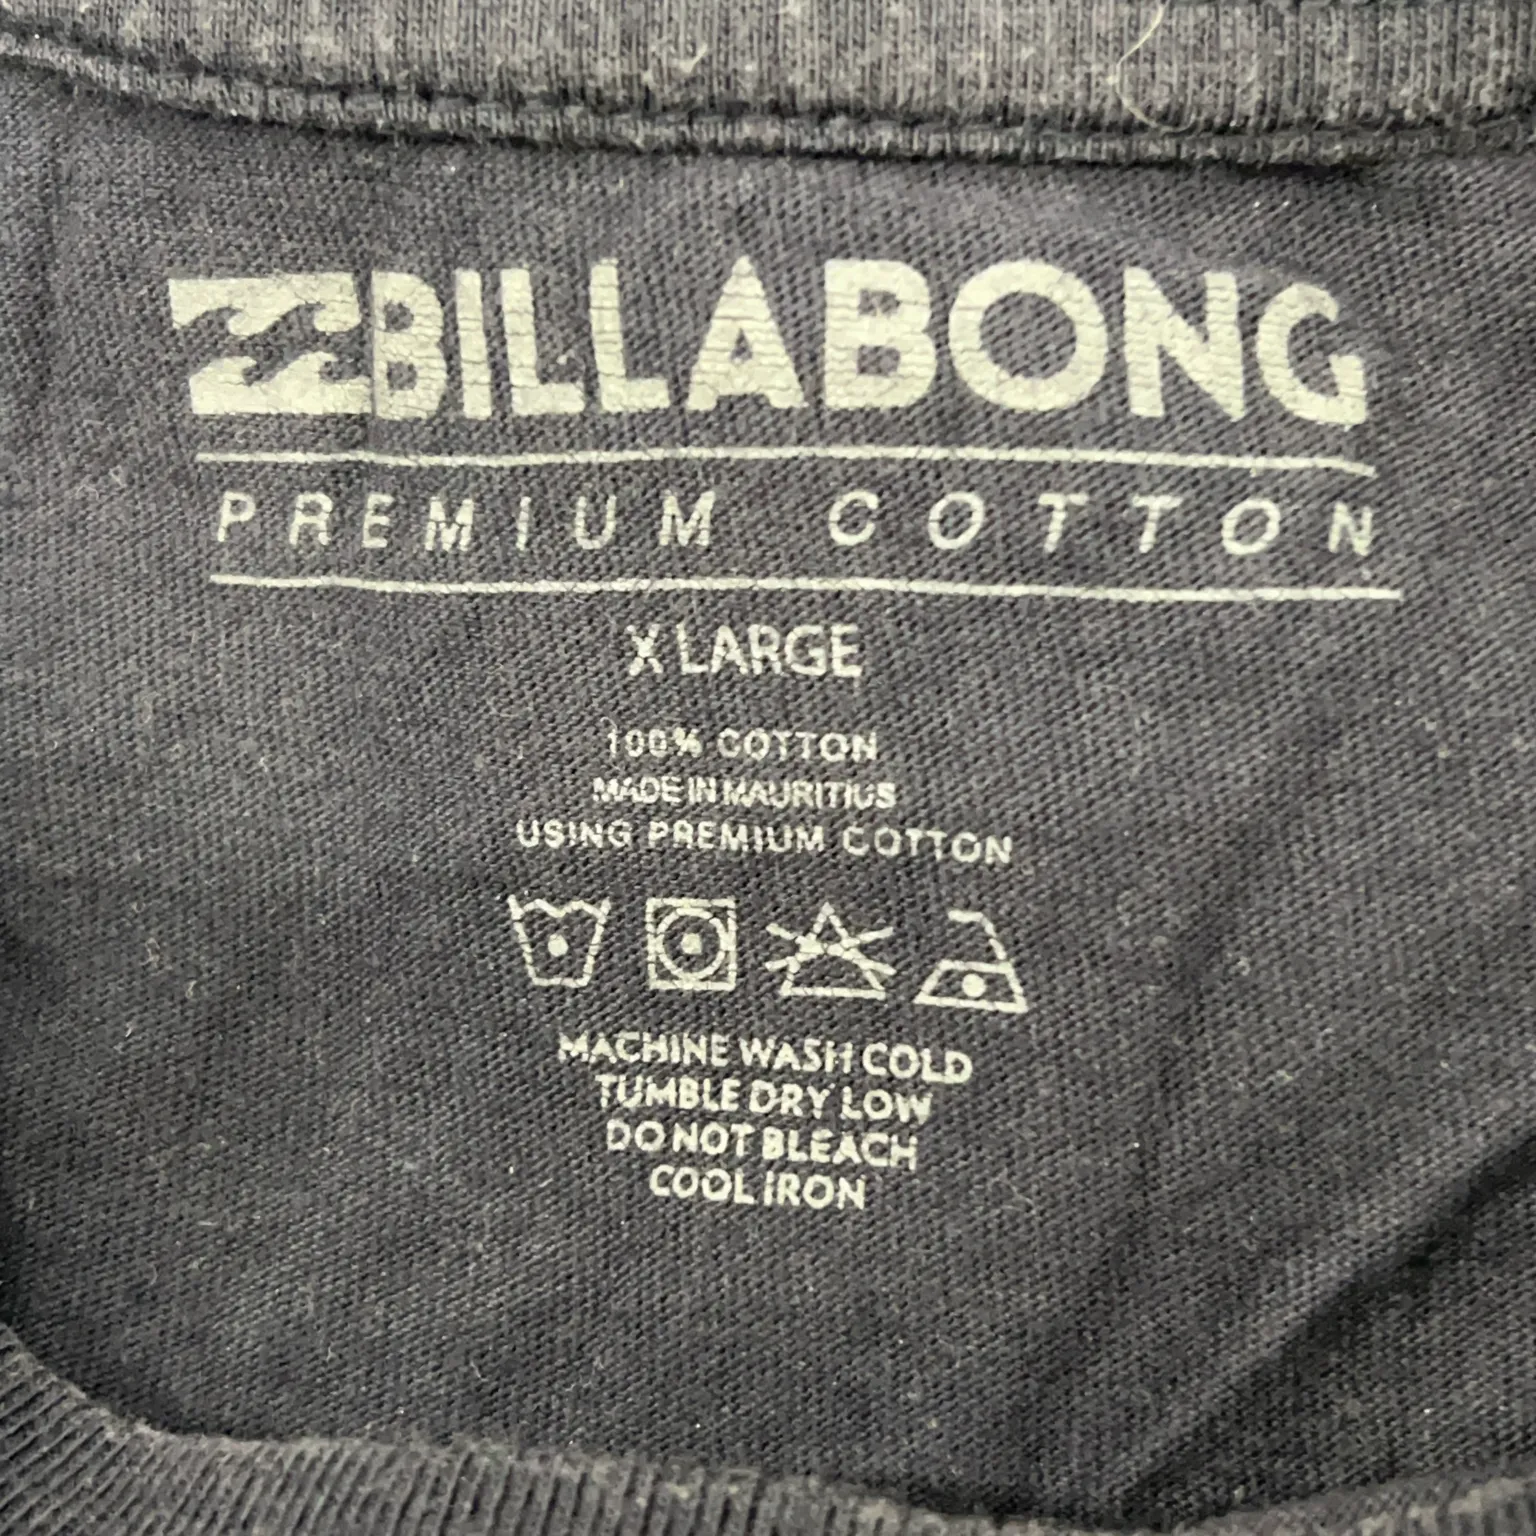 BILLABONG
PREMIUM COTTON
X LARGE
100% COTTON
MADE IN MAURITIUS
USING PREMIUM COTTON
MACHINE WASH COLD
TUMBLE DRY LOW
DO NOT BLEACH
COOL IRON